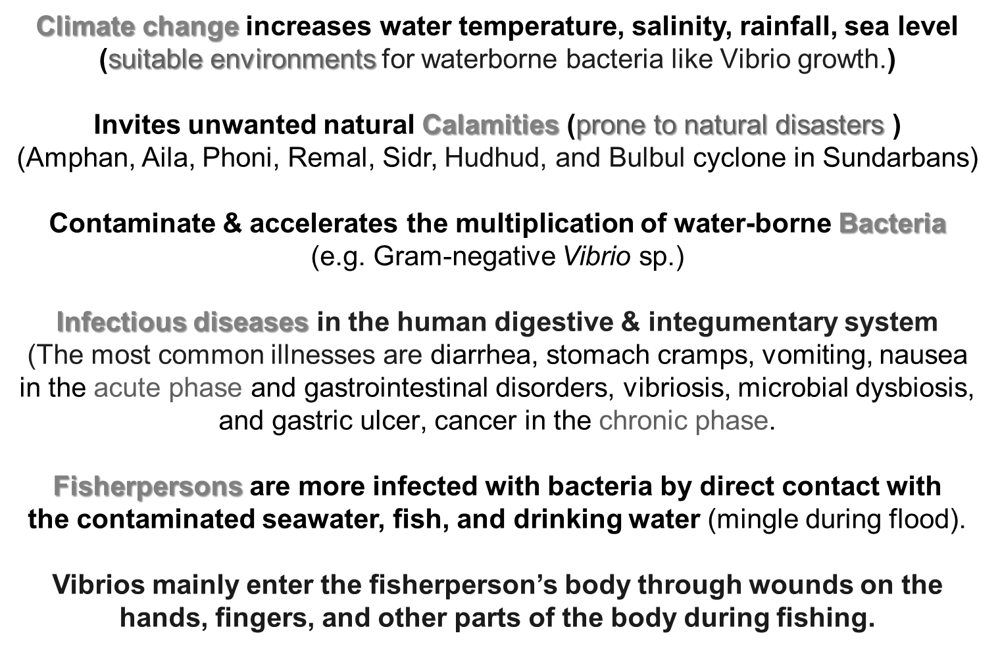 Climate change increases water temperature, salinity, rainfall, sea level
(suitable environments for waterborne bacteria like Vibrio growth.)
Invites unwanted natural Calamities (prone to natural disasters )
(Amphan, Aila, Phoni, Remal, Sidr, Hudhud, and Bulbul cyclone in Sundarbans)
Contaminate & accelerates the multiplication of water-borne Bacteria
(e.g. Gram-negative Vibrio sp.)
Infectious diseases in the human digestive & integumentary system
(The most common illnesses are diarrhea, stomach cramps, vomiting, nausea
in the acute phase and gastrointestinal disorders, vibriosis, microbial dysbiosis,
and gastric ulcer, cancer in the chronic phase.
Fisherpersons are more infected with bacteria by direct contact with
the contaminated seawater, fish, and drinking water (mingle during flood).
Vibrios mainly enter the fisherperson’s body through wounds on the
hands, fingers, and other parts of the body during fishing.